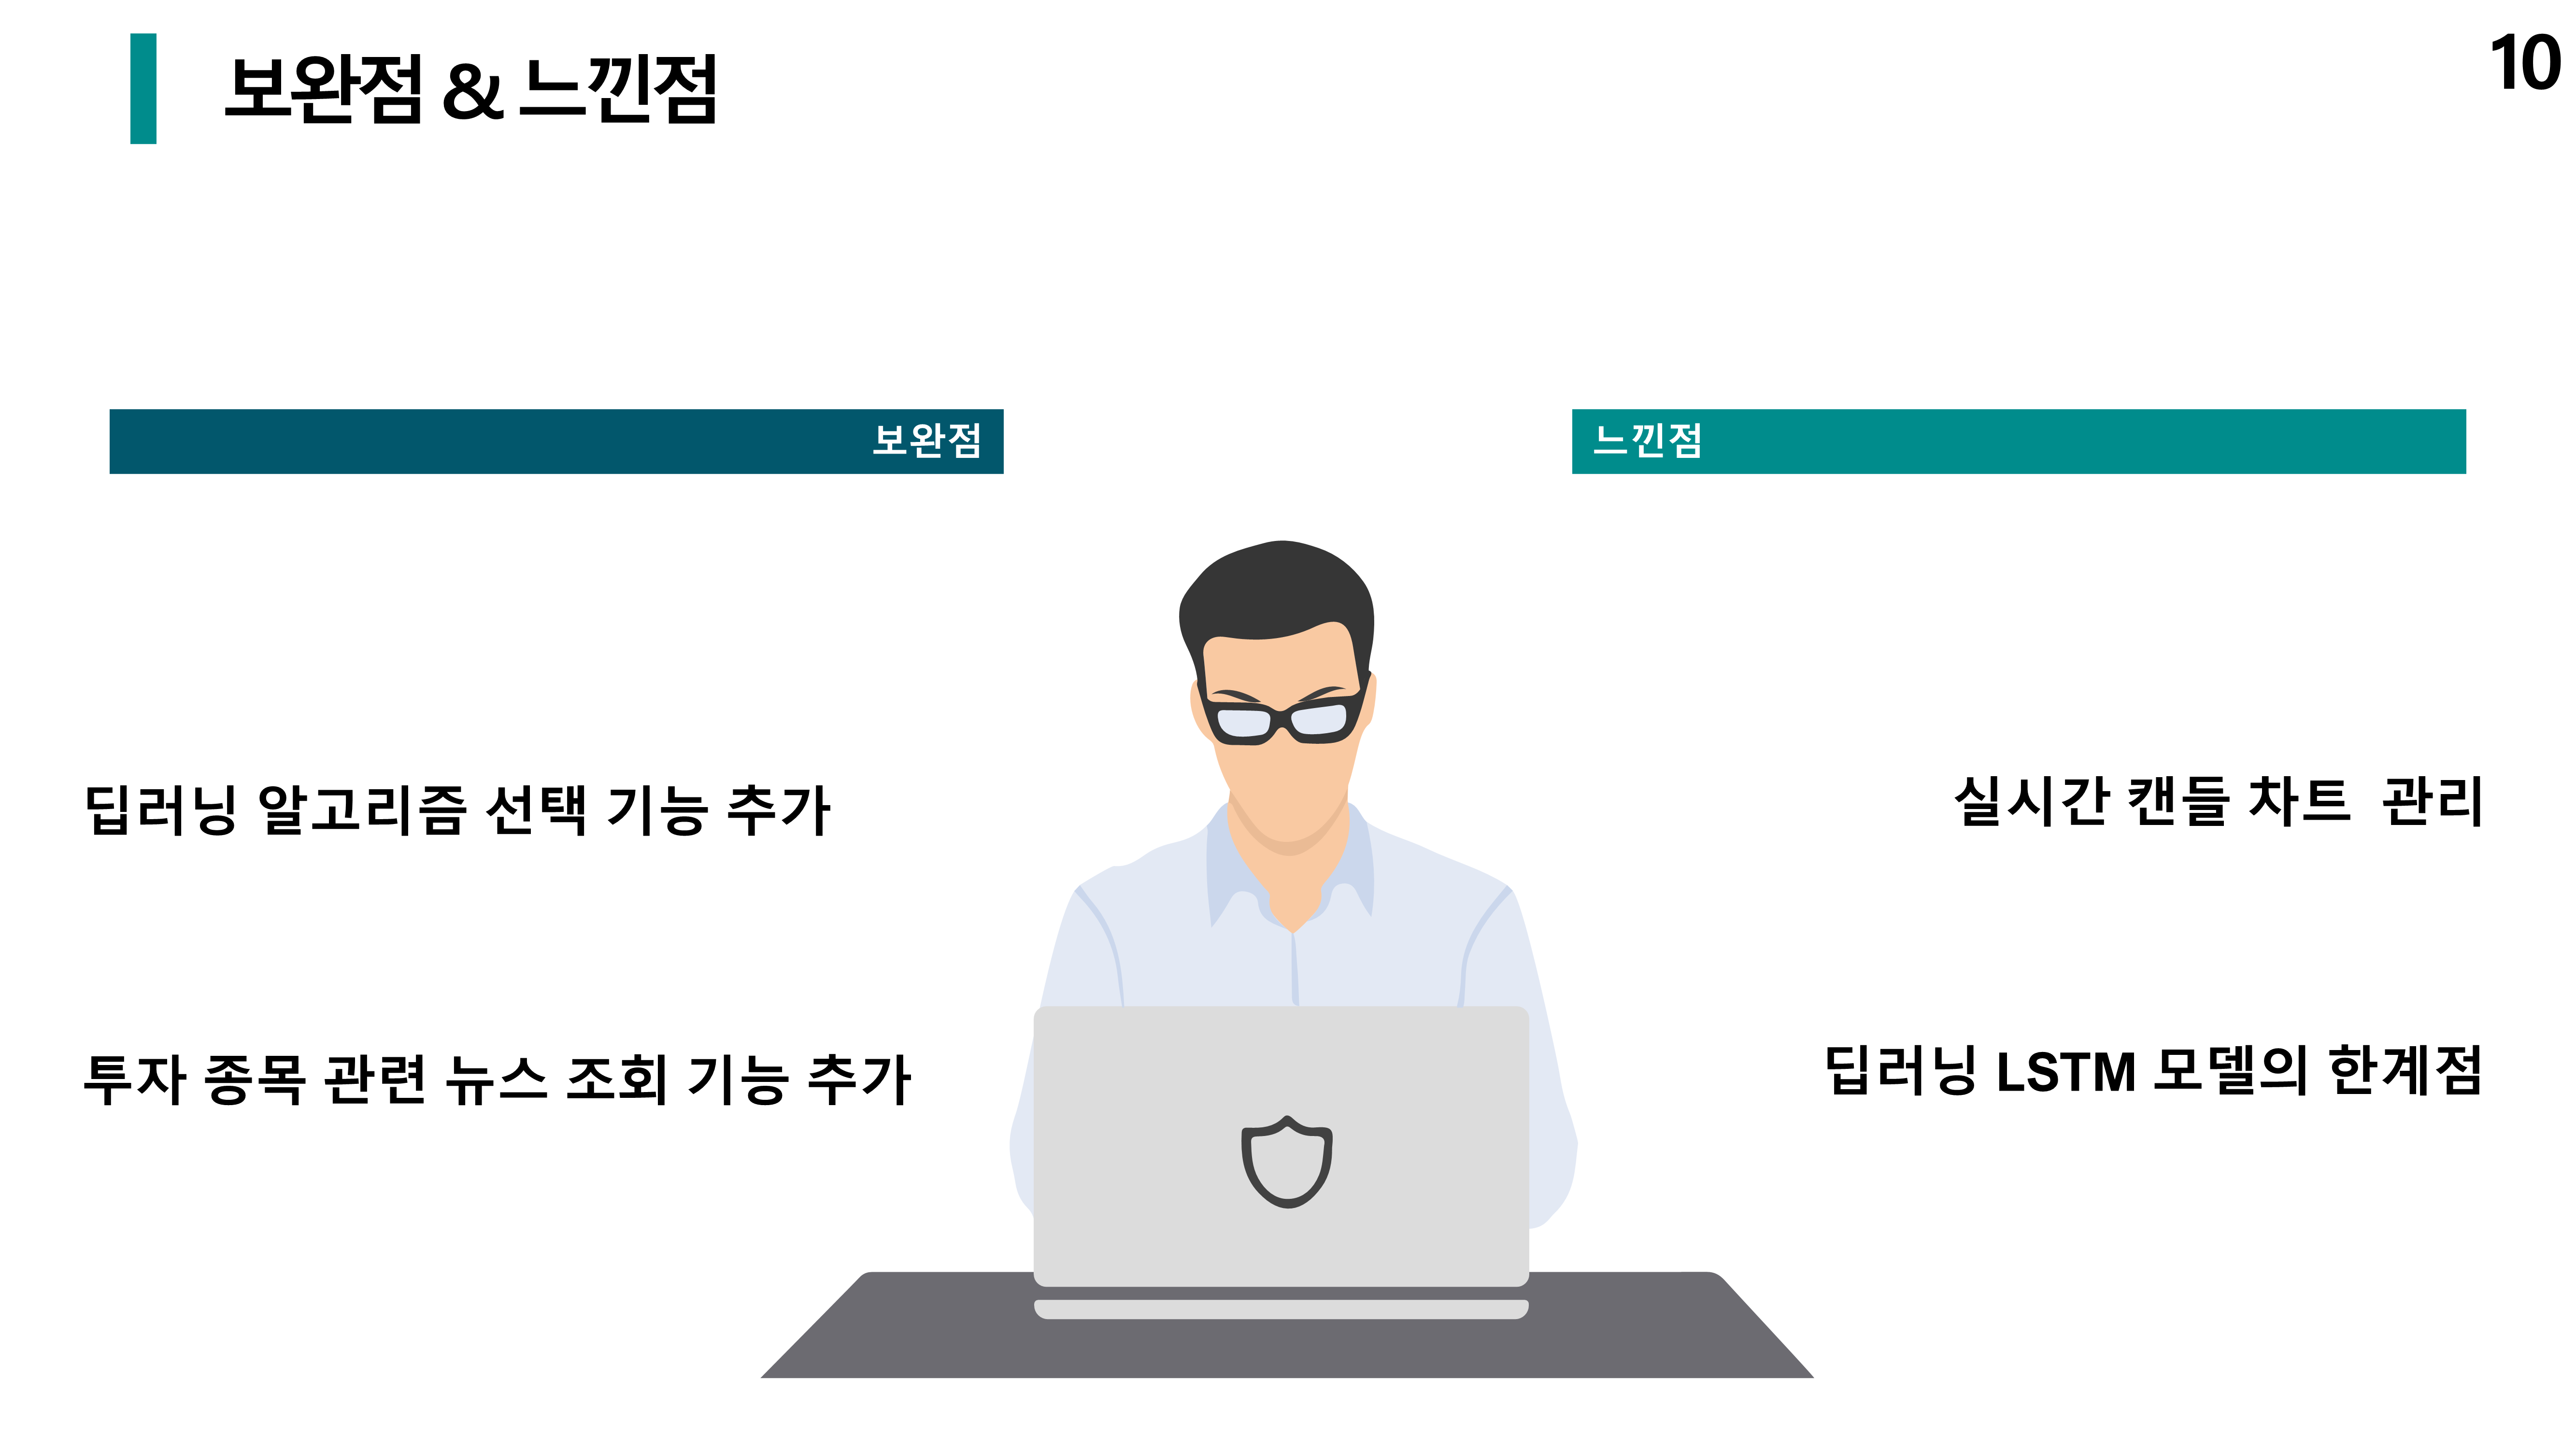 보완점 & 느낀점
10
보완점
느낀점
딥러닝 알고리즘 선택 기능 추가
실시간 캔들 차트 관리
투자 종목 관련 뉴스 조회 기능 추가
딥러닝 LSTM 모델의 한계점